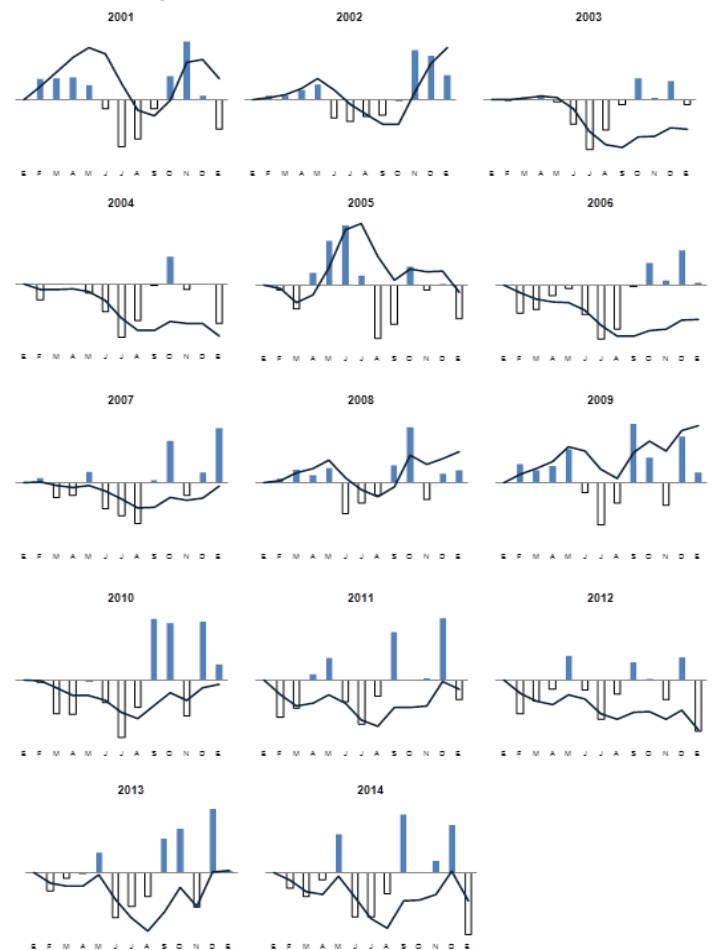 2001 2002 2003
E F M A M J J A S O N D E E F M A M J J A S O N D E E F M A M J J A S O N D E
2004 2005 2006
E F M A M J J A S O N D E E F M A M J J A S O N D E E F M A M J J A S O N D E
2007 2008 2009
E F M A M J J A S O N D E E F M A M J J A S O N D E E F M A M J J A S O N D E
2010 2011 2012
E F M A M J J A S O N D E E F M A M J J A S O N D E E F M A M J J A S O N D E
2013 2014
E F M A M J J A S O N D E E F M A M J J A S O N D E